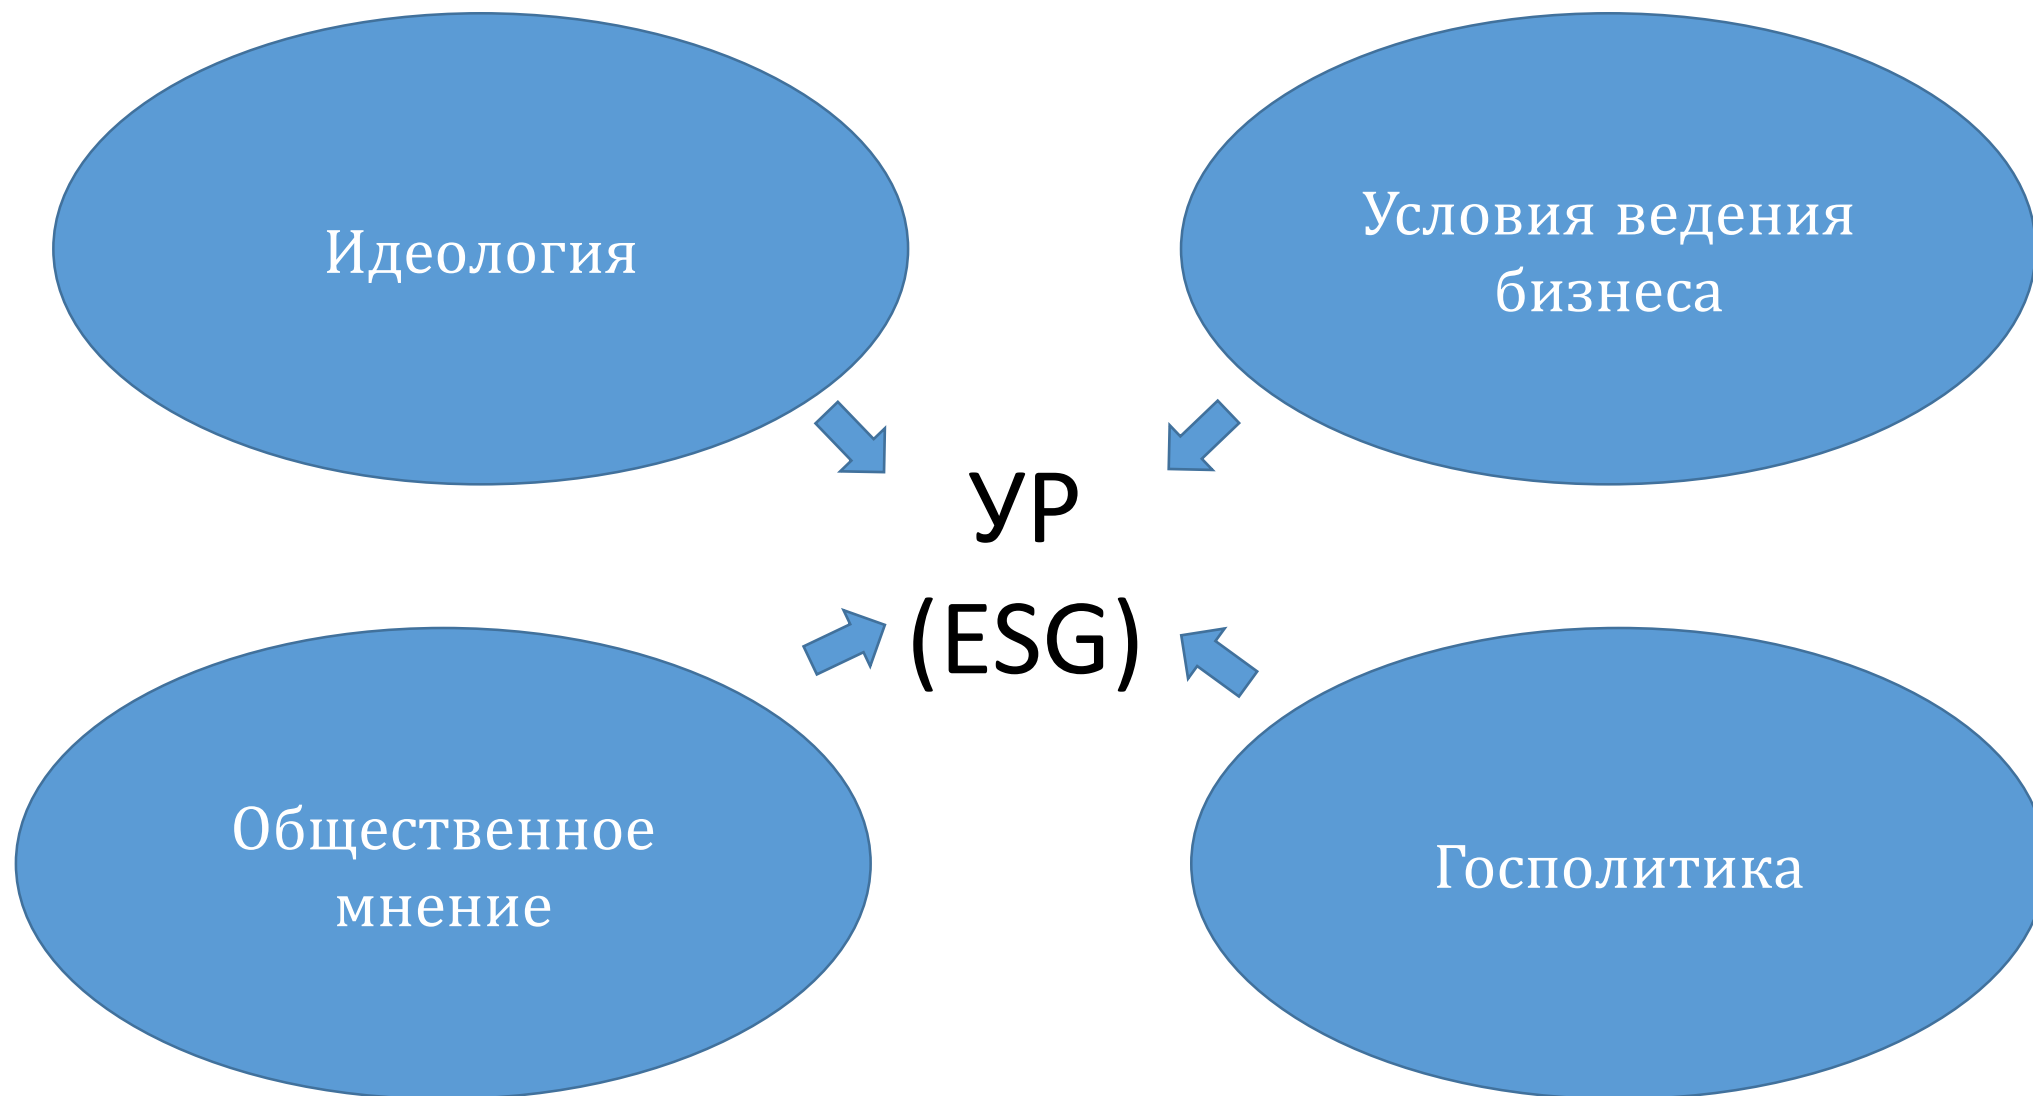 Идеология
Условия ведения
бизнеса
УР
(ESG)
Общественное
мнение
Госполитика